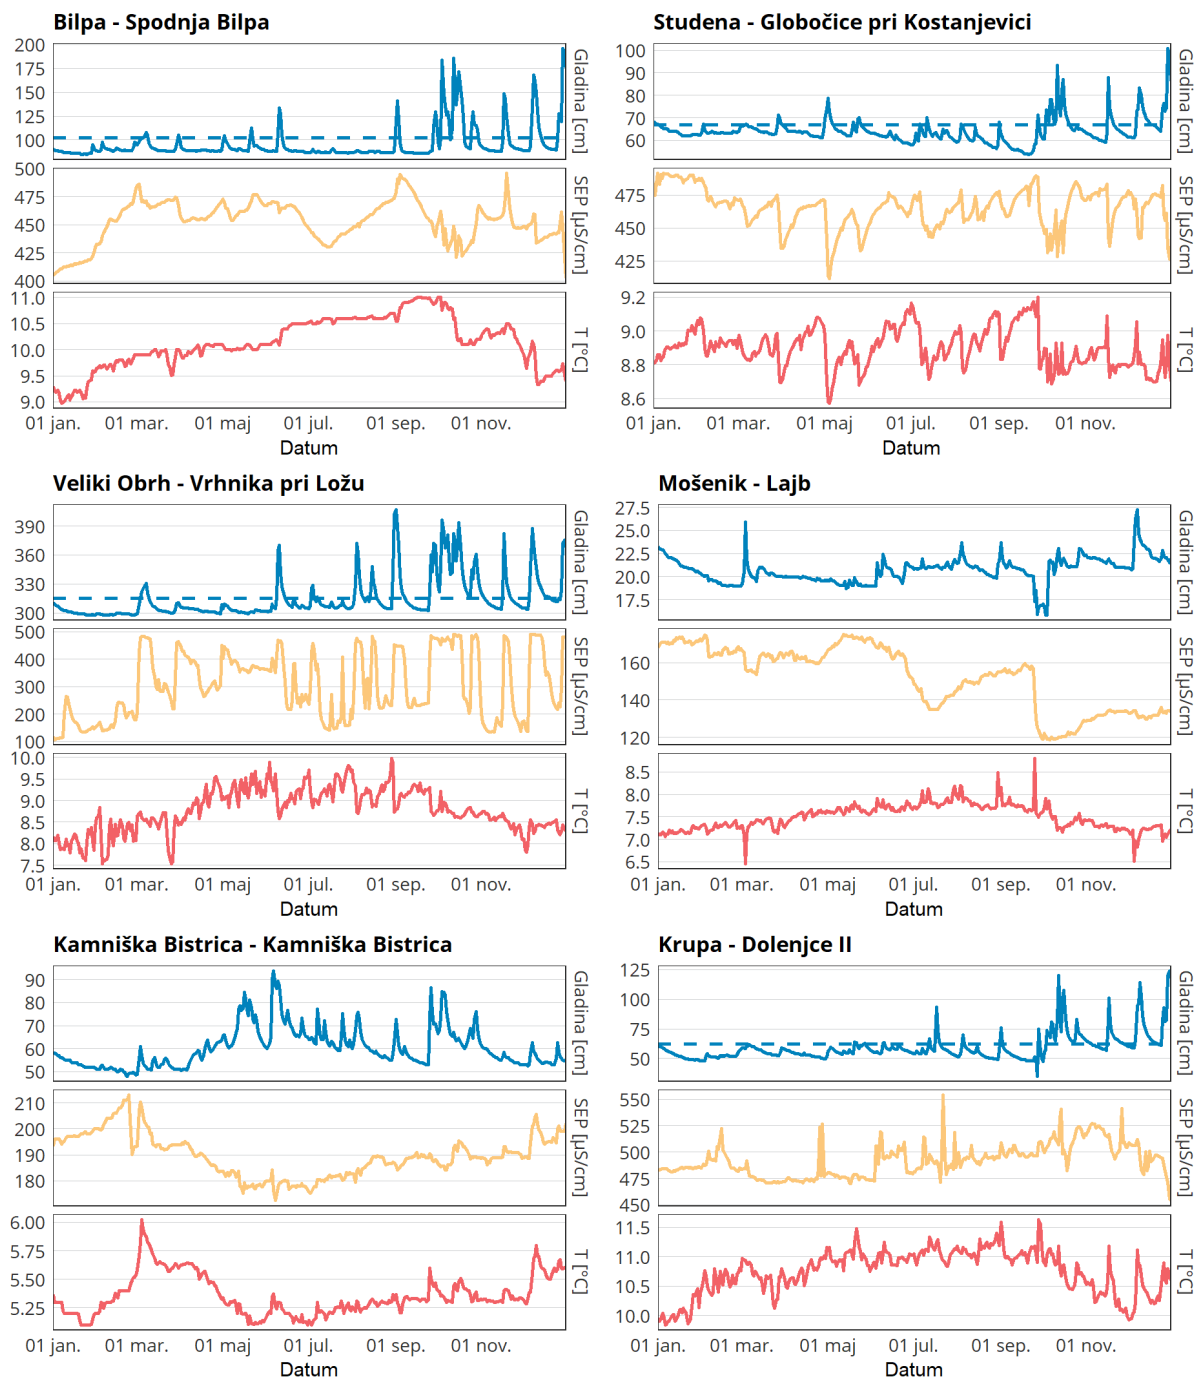 Bilpa - Spodnja Bilpa
200
175
150
125
100
Gladina [cm]
500
475
450
425
400
SEP [µS/cm]
11.0
10.5
10.0
9.5
9.0
T [°C]
01 jan. 01 mar. 01 maj 01 jul. 01 sep. 01 nov.
Datum
Studena - Globočice pri Kostanjevici
100
90
80
70
60
Gladina [cm]
475
450
425
SEP [µS/cm]
9.2
9.0
8.8
8.6
T [°C]
01 jan. 01 mar. 01 maj 01 jul. 01 sep. 01 nov.
Datum
Veliki Obrh - Vrhnika pri Ložu
390
360
330
300
Gladina [cm]
500
400
300
200
100
SEP [µS/cm]
10.0
9.5
9.0
8.5
8.0
7.5
T [°C]
01 jan. 01 mar. 01 maj 01 jul. 01 sep. 01 nov.
Datum
Mošenik - Lajb
27.5
25.0
22.5
20.0
17.5
Gladina [cm]
160
140
120
SEP [µS/cm]
8.5
8.0
7.5
7.0
6.5
T [°C]
01 jan. 01 mar. 01 maj 01 jul. 01 sep. 01 nov.
Datum
Kamniška Bistrica - Kamniška Bistrica
90
80
70
60
50
Gladina [cm]
210
200
190
180
SEP [µS/cm]
6.00
5.75
5.50
5.25
T [°C]
01 jan. 01 mar. 01 maj 01 jul. 01 sep. 01 nov.
Datum
Krupa - Dolenjce II
125
100
75
50
Gladina [cm]
550
525
500
475
450
SEP [µS/cm]
11.5
11.0
10.5
10.0
T [°C]
01 jan. 01 mar. 01 maj 01 jul. 01 sep. 01 nov.
Datum